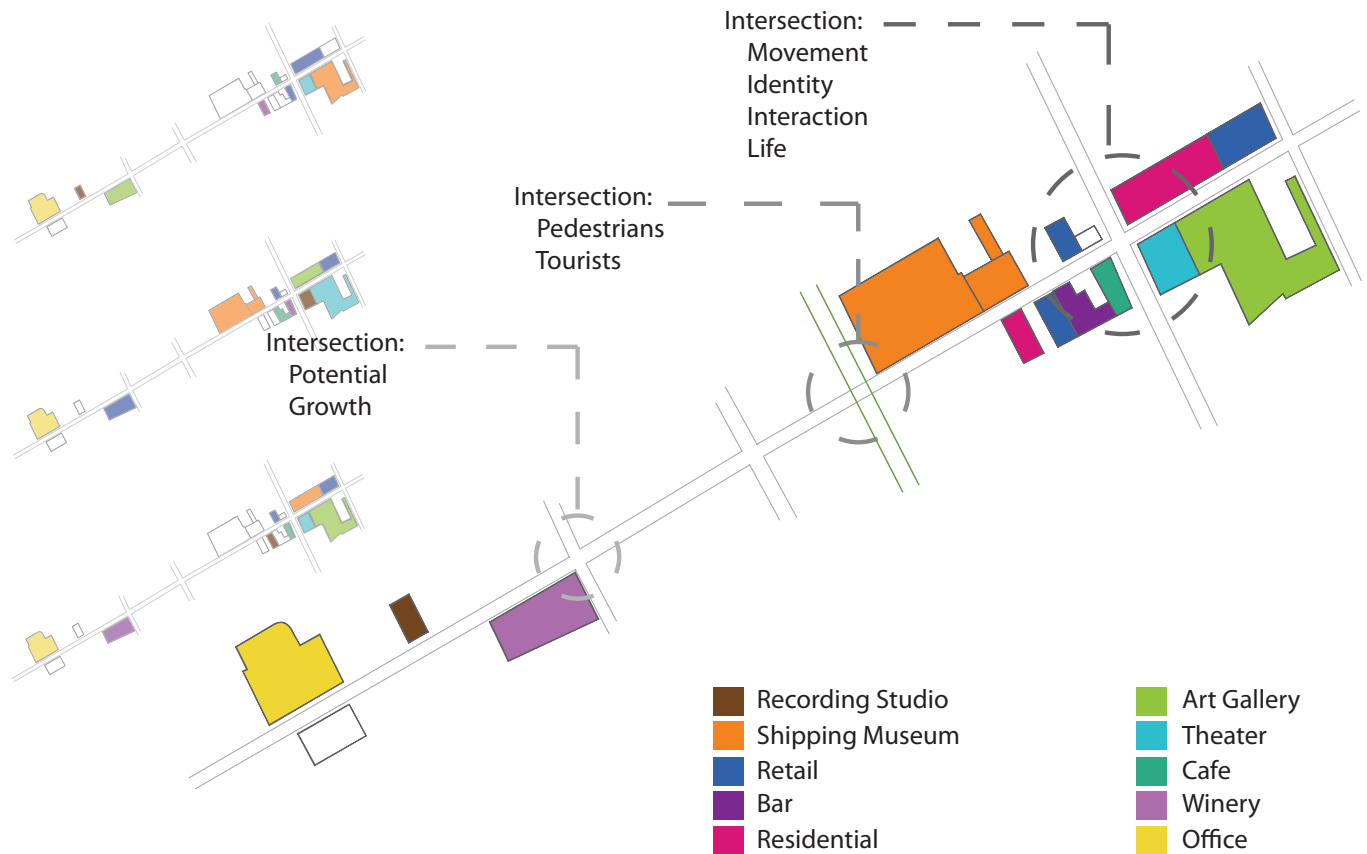 Intersection:
Movement
Identity
Interaction
Life
Intersection:
Pedestrians
Tourists
Intersection:
Potential
Growth
Recording Studio
Shipping Museum
Retail
Bar
Residential
Art Gallery
Theater
Cafe
Winery
Office